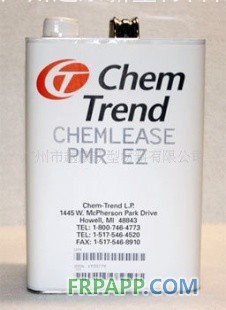 Chem
Trend
CHEMLEASE
PMR EZ
Chem-Trend L.P.
1445 W. McPherson Park Drive
Howell, MI 48843
TEL: 1-800-746-4773
TEL: 1-517-546-4520
FAX: 1-517-546-8910
FRPAPP.COM